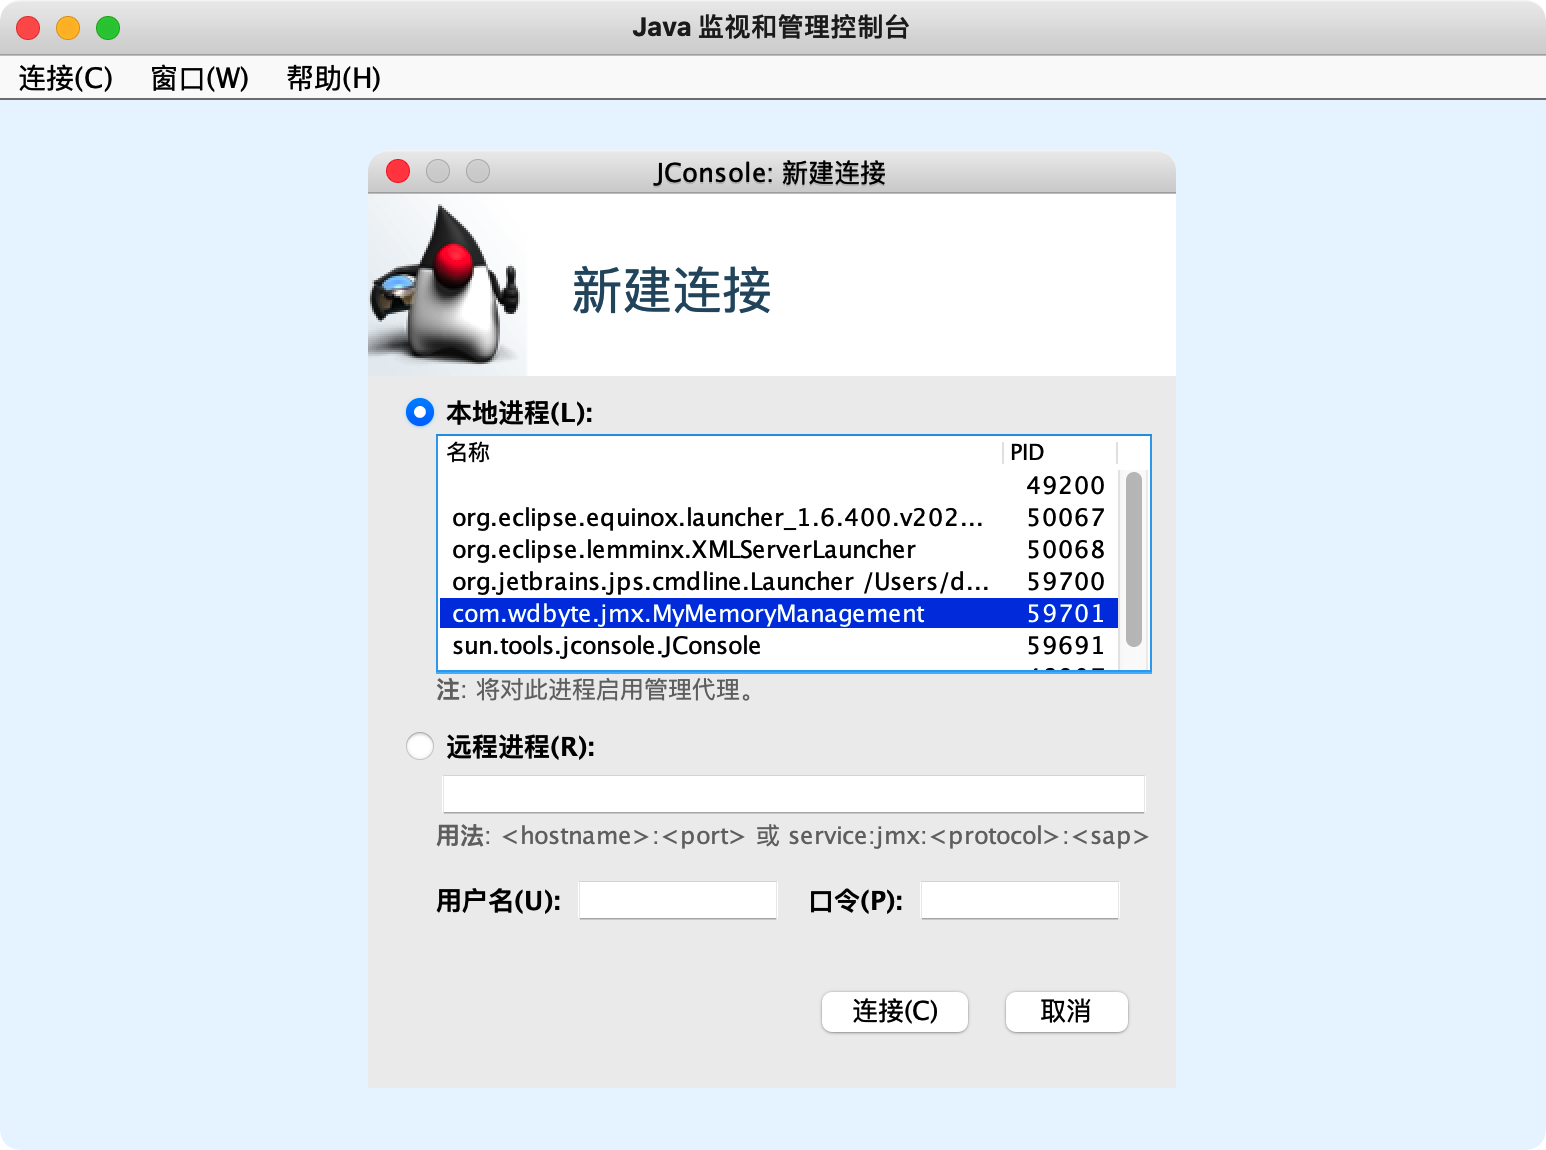 Java 监视和管理控制台
连接(C) 窗口(W) 帮助(H)
JConsole: 新建连接
新建连接
本地进程(L):
名称 PID
49200
org.eclipse.equinox.launcher_1.6.400.v202... 50067
org.eclipse.lemminx.XMLServerLauncher 50068
org.jetbrains.jps.cmdline.Launcher /Users/d... 59700
com.wdbyte.jmx.MyMemoryManagement 59701
sun.tools.jconsole.JConsole 59691
注: 将对此进程启用管理代理。
远程进程(R):
用法: <hostname>:<port> 或 service:jmx:<protocol>:<sap>
用户名(U): 口令(P):
连接(C) 取消